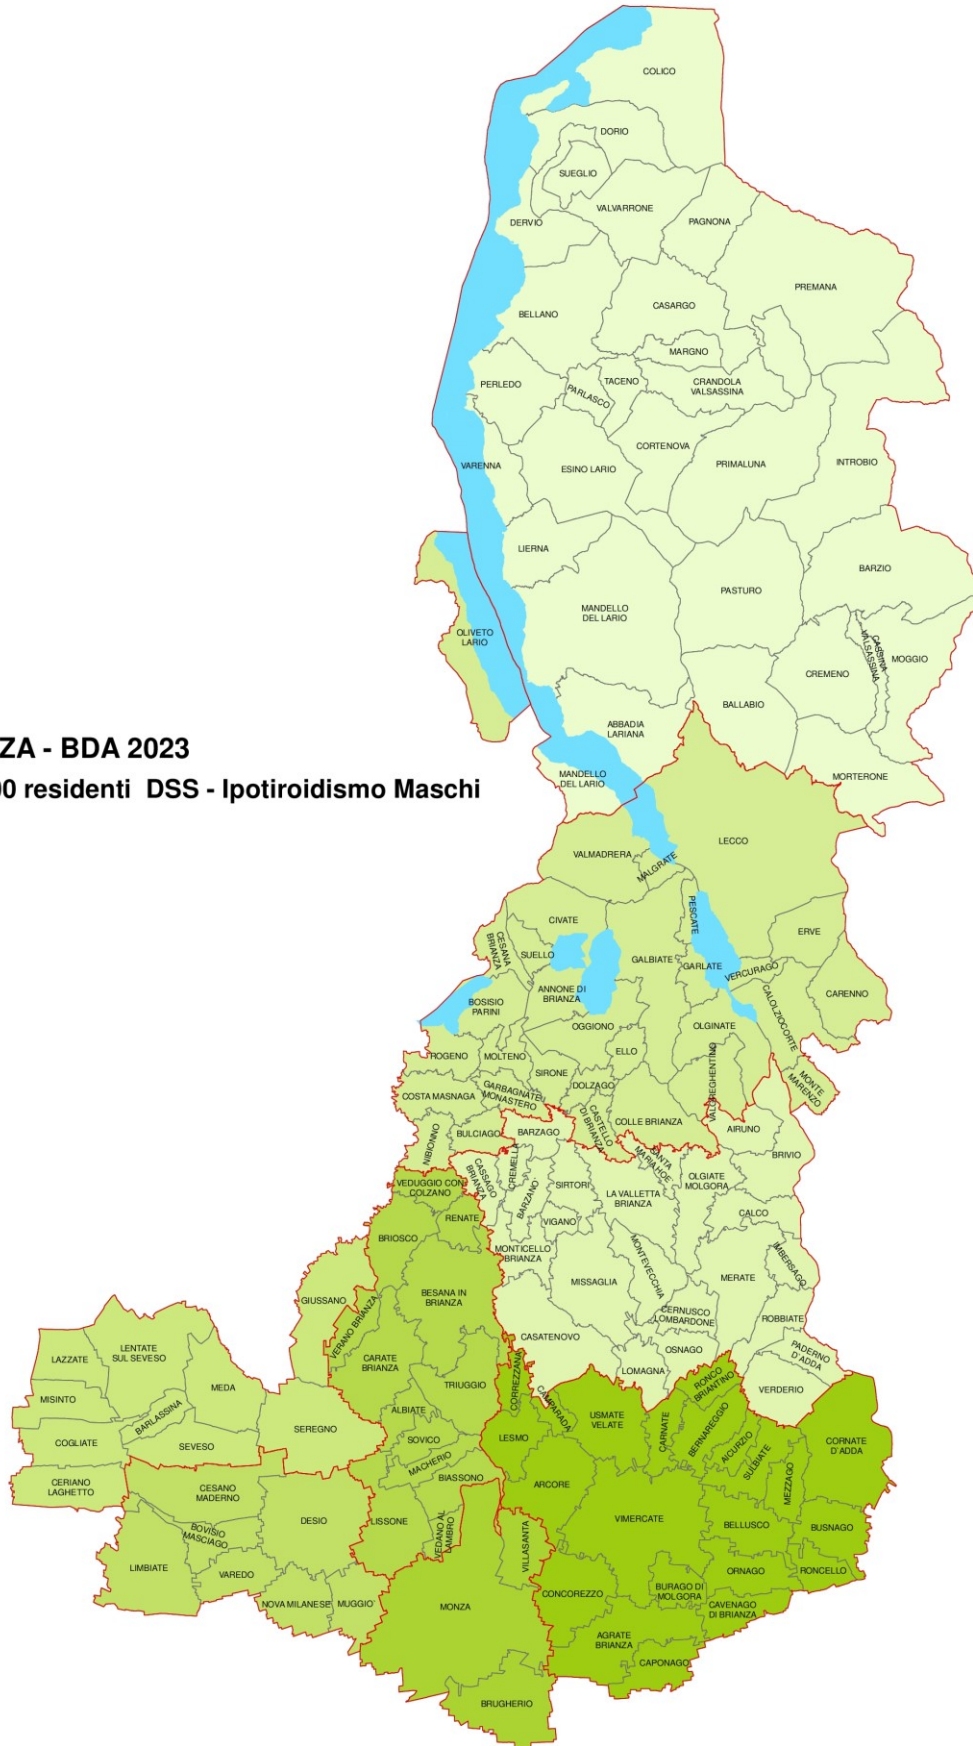 COLICO
DORIO
SUEGLIO
VALVARRONE
PAGNONA
DERVIO
PREMANA
CASARGO
BELLANO
MARGNO
TACENO
CRANDOLA
VALSASSINA
PERLEDO
PARLASCO
CORTENOVA
INTROBIO
PRIMALUNA
VARENNA
ESINO LARIO
LIERNA
BARZIO
PASTURO
MANDELLO
DEL LARIO
OLIVETO
LARIO
CASSINA
VALSASSINA
MOGGIO
CREMENO
BALLABIO
ABBADIA
LARIANA
ZA - BDA 2023
00 residenti DSS - Ipotiroidismo Maschi
MANDELLO
DEL LARIO
MORTERONE
LECCO
VALMADRERA
MALGRATE
PESCATE
CIVATE
ERVE
CESANA
BRIANZA
SUELLO
GALBIATE
GARLATE
VERCURAGO
ANNONE DI
BRIANZA
CARENNO
BOSISIO
PARINI
CALOLZIOCORTE
OGGIONO
OLGINATE
ROGENO
MOLTENO
ELLO
SIRONE
VALGREGHENTINO
MONTE
MARENZO
DOLZAGO
COSTA MASNAGA
GARBAGNATE
MONASTERO
CASTELLO
DI BRIANZA
COLLE BRIANZA
AIRUNO
NIBIONNO
BULCIAGO
BARZAGO
BRIVIO
CREMELLA
SANTA
MARIA HOE'
CASSAGO
BRIANZA
OLGIATE
MOLGORA
VEDUGGIO CON
COLZANO
SIRTORI
LA VALLETTA
BRIANZA
BARZANO'
CALCO
RENATE
VIGANO
BRIOSCO
MONTICELLO
BRIANZA
IMBERSAGO
MONTEVECCHIA
MISSAGLIA
MERATE
GIUSSANO
BESANA IN
BRIANZA
VERANO BRIANZA
CERNUSCO
LOMBARDONE
ROBBIATE
CASATENOVO
LENTATE
SUL SEVESO
OSNAGO
PADERNO
D'ADDA
LAZZATE
CARATE
BRIANZA
CORREZZANA
LOMAGNA
RONCO
BRIANTINO
MEDA
TRIUGGIO
VERDERIO
MISINTO
CAMPARADA
ALBIATE
BARLASSINA
USMATE
VELATE
CARNATE
BERNAREGGIO
SEREGNO
LESMO
SOVICO
AICURZIO
CORNATE
D'ADDA
COGLIATE
SEVESO
MACHERIO
SULBIATE
BIASSONO
MEZZAGO
CERIANO
LAGHETTO
CESANO
MADERNO
ARCORE
DESIO
LISSONE
VIMERCATE
BELLUSCO
BUSNAGO
BOVISIO
MASCIAGO
VEDANO AL
LAMBRO
VILLASANTA
LIMBIATE
VAREDO
ORNAGO
RONCELLO
CONCOREZZO
BURAGO DI
MOLGORA
NOVA MILANESE
MUGGIO'
MONZA
CAVENAGO
DI BRIANZA
AGRATE
BRIANZA
CAPONAGO
BRUGHERIO